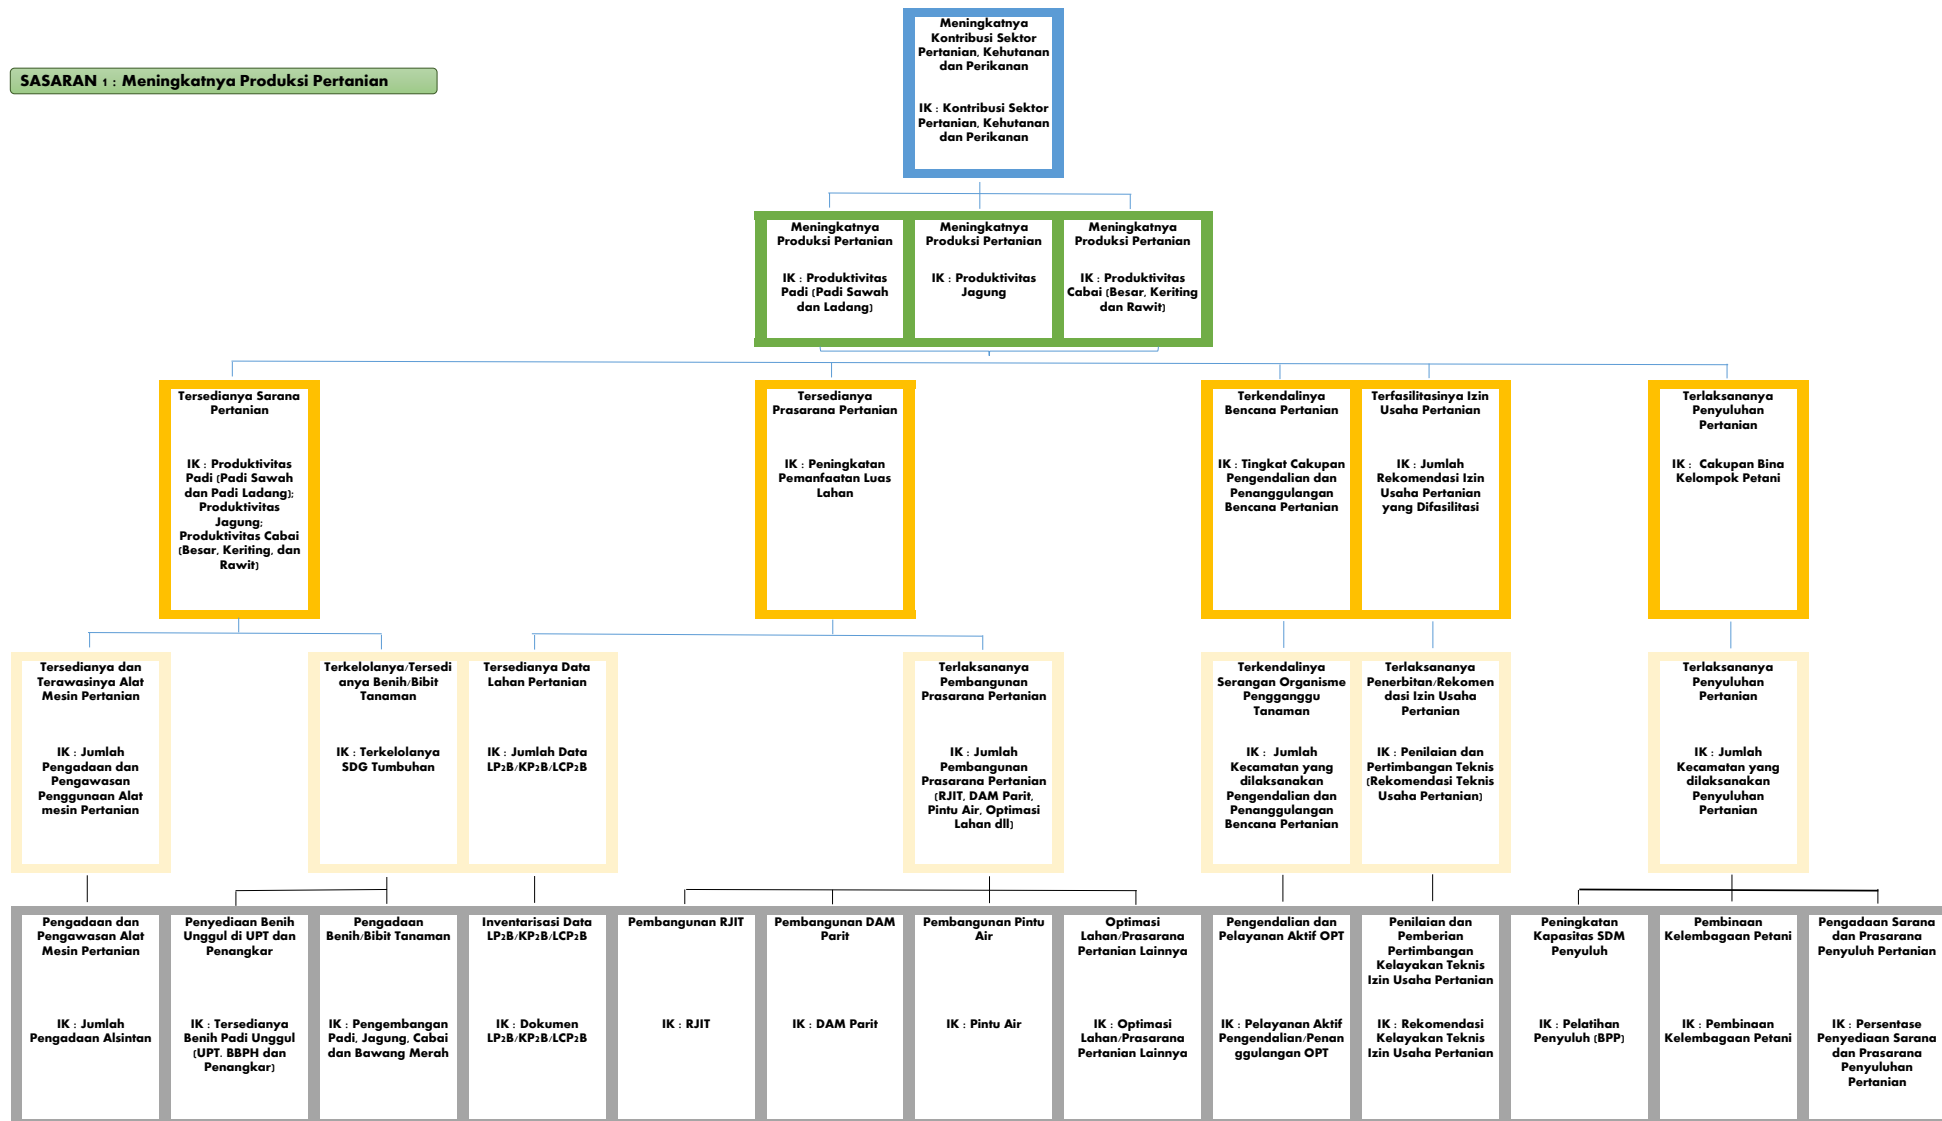 Meningkatnya
Kontribusi Sektor
Pertanian, Kehutanan
dan Perikanan
IK : Kontribusi Sektor
Pertanian, Kehutanan
dan Perikanan
SASARAN 1 : Meningkatnya Produksi Pertanian
Meningkatnya
Produksi Pertanian
IK : Produktivitas
Padi (Padi Sawah
dan Ladang)
Meningkatnya
Produksi Pertanian
IK : Produktivitas
Jagung
Meningkatnya
Produksi Pertanian
IK : Produktivitas
Cabai (Besar, Keriting
dan Rawit)
Tersedianya Sarana
Pertanian
IK : Produktivitas
Padi (Padi Sawah
dan Padi Ladang);
Produktivitas
Jagung;
Produktivitas Cabai
(Besar, Keriting, dan
Rawit)
Tersedianya
Prasarana Pertanian
IK : Peningkatan
Pemanfaatan Luas
Lahan
Terkendalinya
Bencana Pertanian
IK : Tingkat Cakupan
Pengendalian dan
Penanggulangan
Bencana Pertanian
Terfasilitasinya Izin
Usaha Pertanian
IK : Jumlah
Rekomendasi Izin
Usaha Pertanian
yang Difasilitasi
Terlaksananya
Penyuluhan
Pertanian
IK :  Cakupan Bina
Kelompok Petani
Tersedianya dan
Terawasinya Alat
Mesin Pertanian
IK : Jumlah
Pengadaan dan
Pengawasan
Penggunaan Alat
mesin Pertanian
Terkelolanya/Tersedi
anya Benih/Bibit
Tanaman
IK : Terkelolanya
SDG Tumbuhan
Tersedianya Data
Lahan Pertanian
IK : Jumlah Data
LP2B/KP2B/LCP2B
Terlaksananya
Pembangunan
Prasarana Pertanian
IK : Jumlah
Pembangunan
Prasarana Pertanian
(RJIT, DAM Parit,
Pintu Air, Optimasi
Lahan dll)
Terkendalinya
Serangan Organisme
Pengganggu
Tanaman
IK :  Jumlah
Kecamatan yang
dilaksanakan
Pengendalian dan
Penanggulangan
Bencana Pertanian
Terlaksananya
Penerbitan/Rekomen
dasi Izin Usaha
Pertanian
IK : Penilaian dan
Pertimbangan Teknis
(Rekomendasi Teknis
Usaha Pertanian)
Terlaksananya
Penyuluhan
Pertanian
IK : Jumlah
Kecamatan yang
dilaksanakan
Penyuluhan
Pertanian
Pengadaan dan
Pengawasan Alat
Mesin Pertanian
IK : Jumlah
Pengadaan Alsintan
Penyediaan Benih
Unggul di UPT dan
Penangkar
IK : Tersedianya
Benih Padi Unggul
(UPT. BBPH dan
Penangkar)
Pengadaan
Benih/Bibit Tanaman
IK : Pengembangan
Padi, Jagung, Cabai
dan Bawang Merah
Inventarisasi Data
LP2B/KP2B/LCP2B
IK : Dokumen
LP2B/KP2B/LCP2B
Pembangunan RJIT
IK : RJIT
Pembangunan DAM
Parit
IK : DAM Parit
Pembangunan Pintu
Air
IK : Pintu Air
Optimasi
Lahan/Prasarana
Pertanian Lainnya
IK : Optimasi
Lahan/Prasarana
Pertanian Lainnya
Pengendalian dan
Pelayanan Aktif OPT
IK : Pelayanan Aktif
Pengendalian/Penan
ggulangan OPT
Penilaian dan
Pemberian
Pertimbangan
Kelayakan Teknis
Izin Usaha Pertanian
IK : Rekomendasi
Kelayakan Teknis
Izin Usaha Pertanian
Peningkatan
Kapasitas SDM
Penyuluh
IK : Pelatihan
Penyuluh (BPP)
Pembinaan
Kelembagaan Petani
IK : Pembinaan
Kelembagaan Petani
Pengadaan Sarana
dan Prasarana
Penyuluh Pertanian
IK : Persentase
Penyediaan Sarana
dan Prasarana
Penyuluhan
Pertanian